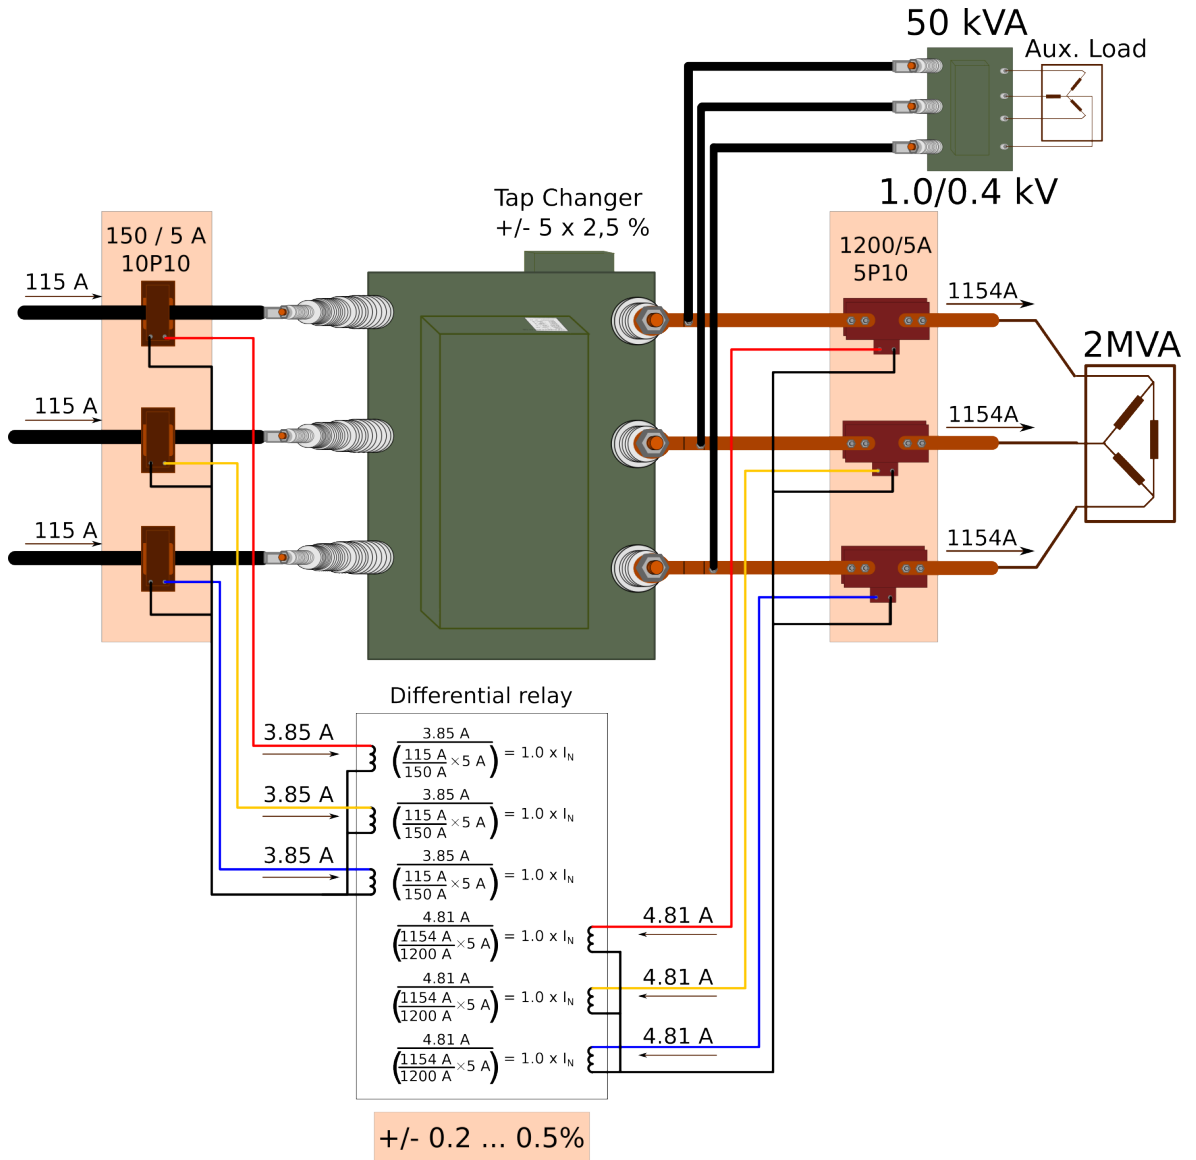 50 kVA
Aux. Load
1.0/0.4 kV
Tap Changer
+/- 5 x 2,5 %
150 / 5 A
10P10
1200/5A
5P10
115 A
1154A
2MVA
115 A
1154A
115 A
1154A
Differential relay
3.85 A
3.85 A
(115 A
150 A ×5 A) = 1.0 x IN
3.85 A
3.85 A
(115 A
150 A ×5 A) = 1.0 x IN
3.85 A
3.85 A
(115 A
150 A ×5 A) = 1.0 x IN
4.81 A
4.81 A
(1154 A
1200 A ×5 A) = 1.0 x IN
4.81 A
4.81 A
(1154 A
1200 A ×5 A) = 1.0 x IN
4.81 A
4.81 A
(1154 A
1200 A ×5 A) = 1.0 x IN
+/- 0.2 ... 0.5%